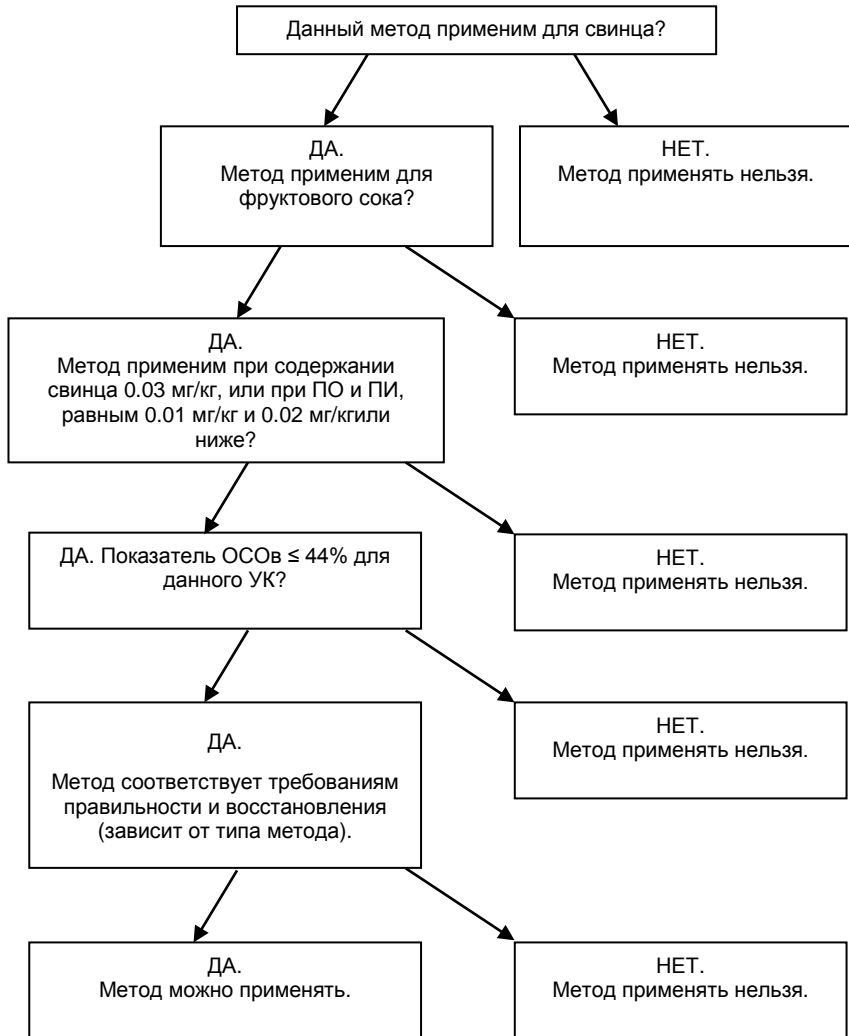 Данный метод применим для свинца?
ДА.
Метод применим для
фруктового сока?
НЕТ.
Метод применять нельзя.
ДА.
Метод применим при содержании
свинца 0.03 мг/кг, или при ПО и ПИ,
равным 0.01 мг/кг и 0.02 мг/кгили
ниже?
НЕТ.
Метод применять нельзя.
ДА. Показатель ОСОв ≤ 44% для
данного УК?
НЕТ.
Метод применять нельзя.
ДА.
Метод соответствует требованиям
правильности и восстановления
(зависит от типа метода).
НЕТ.
Метод применять нельзя.
ДА.
Метод можно применять.
НЕТ.
Метод применять нельзя.